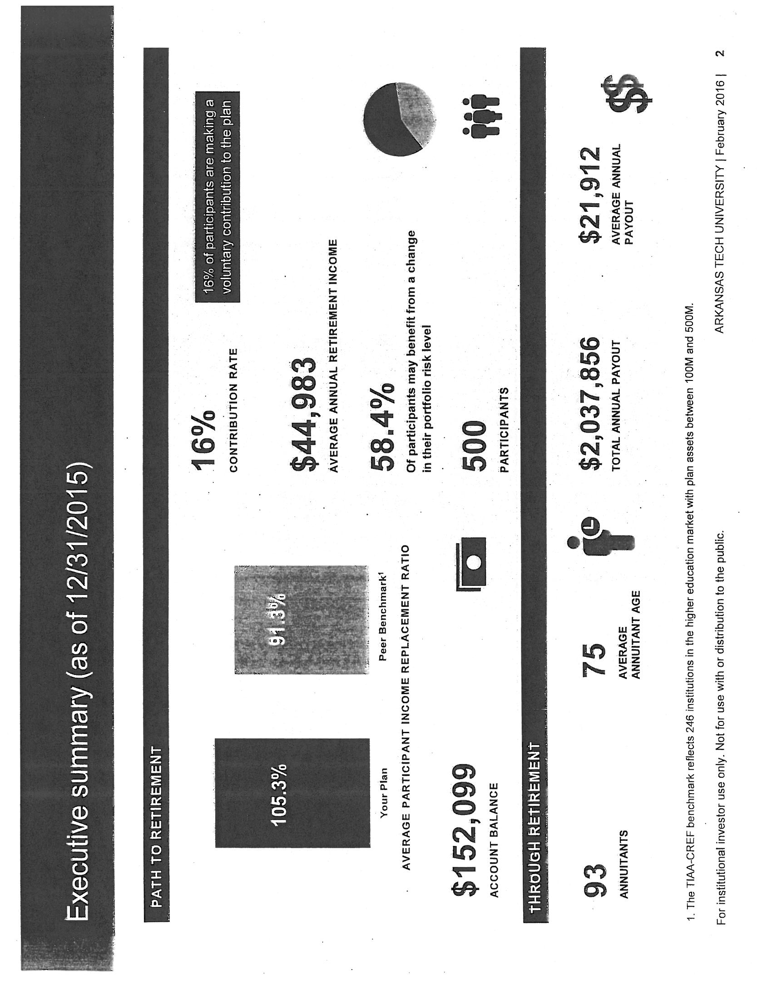 Executive summary (as of 12/31/2015)
PATH TO RETIREMENT
105.3%
Your Plan
91.3%
Peer Benchmark¹
AVERAGE PARTICIPANT INCOME REPLACEMENT RATIO
$152,099
ACCOUNT BALANCE
16%
CONTRIBUTION RATE
16% of participants are making a
voluntary contribution to the plan
$44,983
AVERAGE ANNUAL RETIREMENT INCOME
58.4%
Of participants may benefit from a change
in their portfolio risk level
500
PARTICIPANTS
THROUGH RETIREMENT
93
ANNUITANTS
75
AVERAGE
ANNUITANT AGE
$2,037,856
TOTAL ANNUAL PAYOUT
$21,912
AVERAGE ANNUAL
PAYOUT
$$
1. The TIAA-CREF benchmark reflects 246 institutions in the higher education market with plan assets between 100M and 500M.
For institutional investor use only. Not for use with or distribution to the public.
ARKANSAS TECH UNIVERSITY | February 2016 | 2